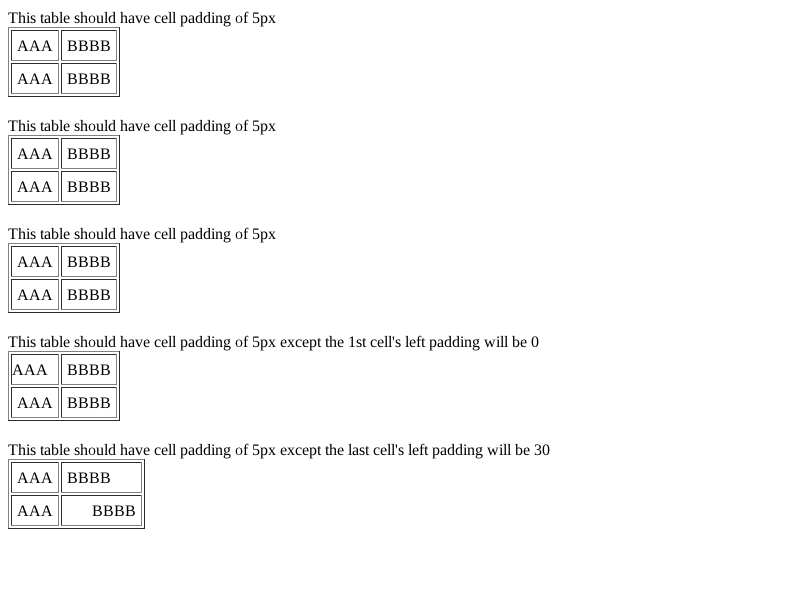 This table should have cell padding of 5px
AAA BBBB
AAA BBBB
This table should have cell padding of 5px
AAA BBBB
AAA BBBB
This table should have cell padding of 5px
AAA BBBB
AAA BBBB
This table should have cell padding of 5px except the 1st cell's left padding will be 0
AAA BBBB
AAA BBBB
This table should have cell padding of 5px except the last cell's left padding will be 30
AAA BBBB
AAA BBBB